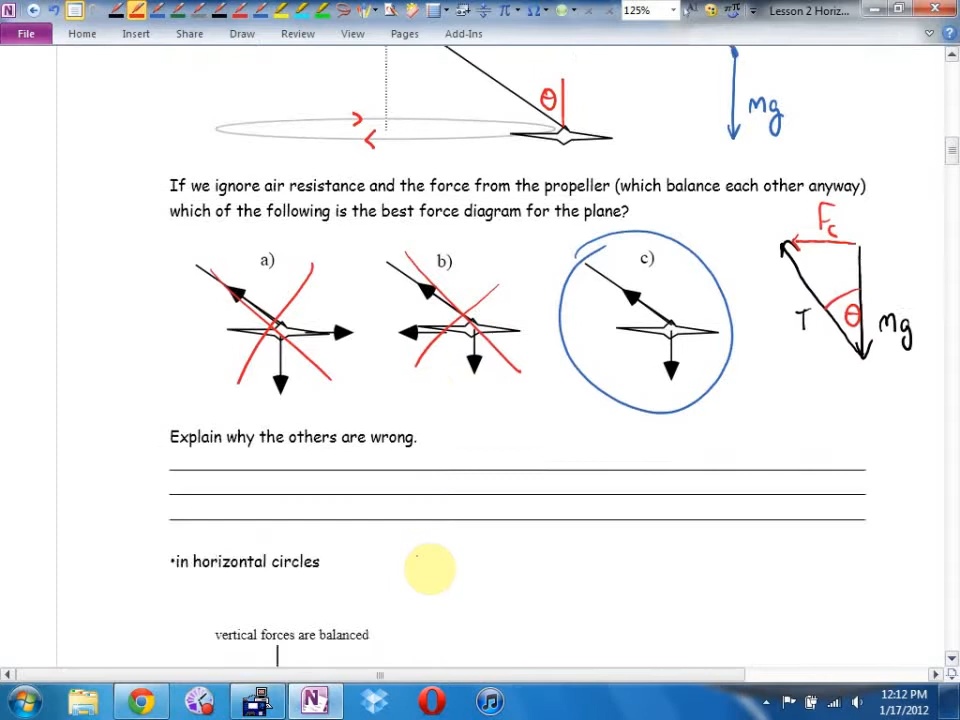 125%
Lesson 2 Horiz...
File Home Insert Share Draw Review View Pages Add-Ins
θ
mg
If we ignore air resistance and the force from the propeller (which balance each other anyway)
which of the following is the best force diagram for the plane?
Fc
a) b) c)
T θ mg
Explain why the others are wrong.
•in horizontal circles
vertical forces are balanced
12:12 PM
1/17/2012